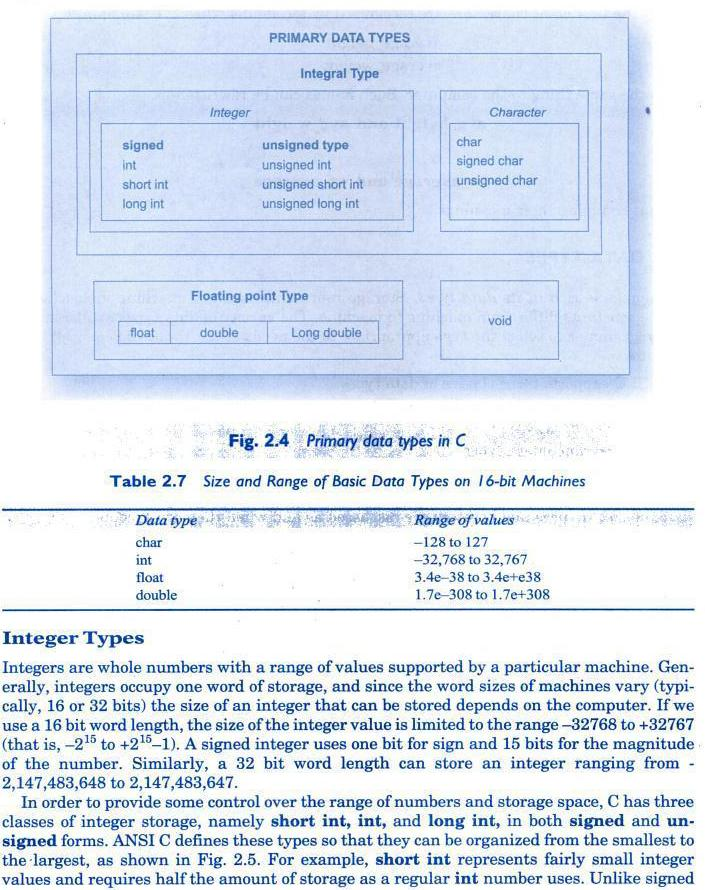 PRIMARY DATA TYPES
Integral Type
Integer
signed unsigned type
int unsigned int
short int unsigned short int
long int unsigned long int
Character
char
signed char
unsigned char
Floating point Type
float double Long double
void
Fig. 2.4 Primary data types in C
Table 2.7 Size and Range of Basic Data Types on 16-bit Machines
Data type Range of values
char –128 to 127
int –32,768 to 32,767
float 3.4e–38 to 3.4e+e38
double 1.7e–308 to 1.7e+308
Integer Types
Integers are whole numbers with a range of values supported by a particular machine. Gen-
erally, integers occupy one word of storage, and since the word sizes of machines vary (typi-
cally, 16 or 32 bits) the size of an integer that can be stored depends on the computer. If we
use a 16 bit word length, the size of the integer value is limited to the range –32768 to +32767
(that is, –2¹⁵ to +2¹⁵–1). A signed integer uses one bit for sign and 15 bits for the magnitude
of the number. Similarly, a 32 bit word length can store an integer ranging from -
2,147,483,648 to 2,147,483,647.
In order to provide some control over the range of numbers and storage space, C has three
classes of integer storage, namely short int, int, and long int, in both signed and un-
signed forms. ANSI C defines these types so that they can be organized from the smallest to
the largest, as shown in Fig. 2.5. For example, short int represents fairly small integer
values and requires half the amount of storage as a regular int number uses. Unlike signed